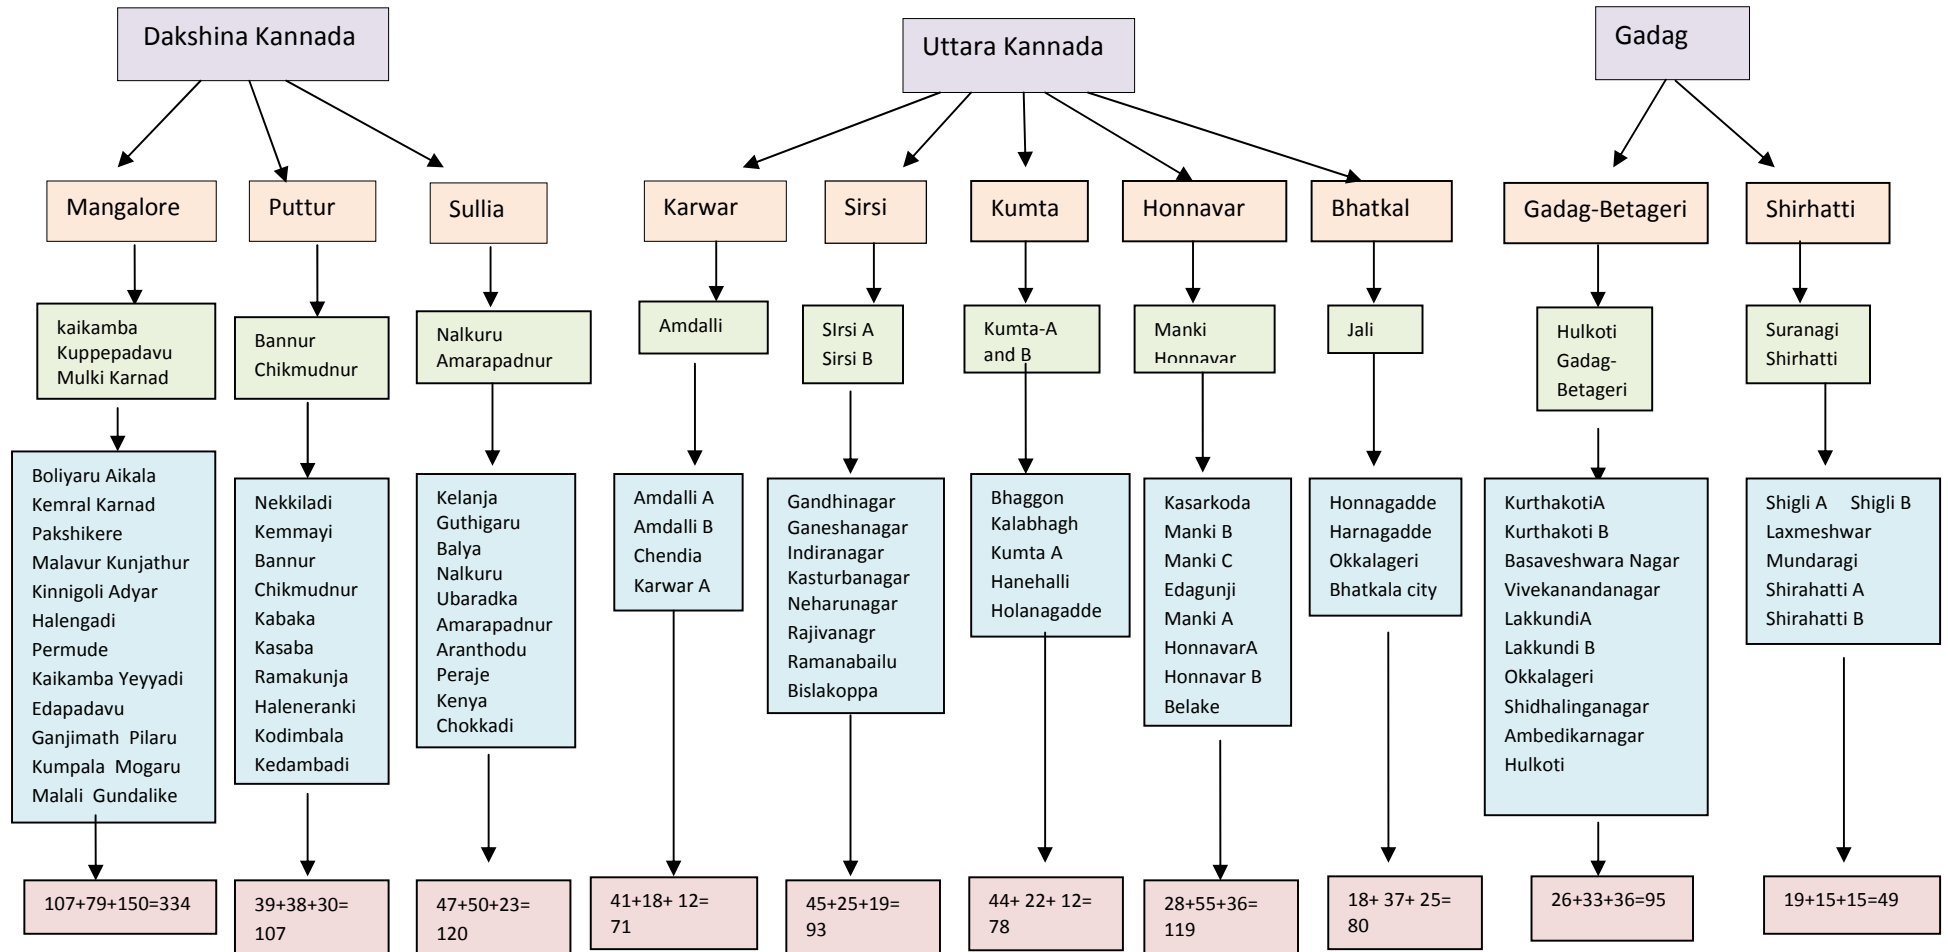 Dakshina Kannada
Uttara Kannada
Gadag
Mangalore
Puttur
Sullia
Karwar
Sirsi
Kumta
Honnavar
Bhatkal
Gadag-Betageri
Shirhatti
kaikamba
Kuppepadavu
Mulki Karnad
Bannur
Chikmudnur
Nalkuru
Amarapadnur
Amdalli
SIrsi A
Sirsi B
Kumta-A
and B
Manki
Honnavar
Jali
Hulkoti
Gadag-
Betageri
Suranagi
Shirhatti
Boliyaru Aikala
Kemral Karnad
Pakshikere
Malavur Kunjathur
Kinnigoli Adyar
Halengadi
Permude
Kaikamba Yeyyadi
Edapadavu
Ganjimath Pilaru
Kumpala Mogaru
Malali Gundalike
Nekkiladi
Kemmayi
Bannur
Chikmudnur
Kabaka
Kasaba
Ramakunja
Haleneranki
Kodimbala
Kedambadi
Kelanja
Guthigaru
Balya
Nalkuru
Ubaradka
Amarapadnur
Aranthodu
Peraje
Kenya
Chokkadi
Amdalli A
Amdalli B
Chendia
Karwar A
Gandhinagar
Ganeshanagar
Indiranagar
Kasturbanagar
Neharunagar
Rajivanagr
Ramanabailu
Bislakoppa
Bhaggon
Kalabhagh
Kumta A
Hanehalli
Holanagadde
Kasarkoda
Manki B
Manki C
Edagunji
Manki A
HonnavarA
Honnavar B
Belake
Honnagadde
Harnagadde
Okkalageri
Bhatkala city
KurthakotiA
Kurthakoti B
Basaveshwara Nagar
Vivekanandanagar
LakkundiA
Lakkundi B
Okkalageri
Shidhalinganagar
Ambedikarnagar
Hulkoti
Shigli A Shigli B
Laxmeshwar
Mundaragi
Shirahatti A
Shirahatti B
107+79+150=334
39+38+30=
107
47+50+23=
120
41+18+ 12=
71
45+25+19=
93
44+ 22+ 12=
78
28+55+36=
119
18+ 37+ 25=
80
26+33+36=95
19+15+15=49